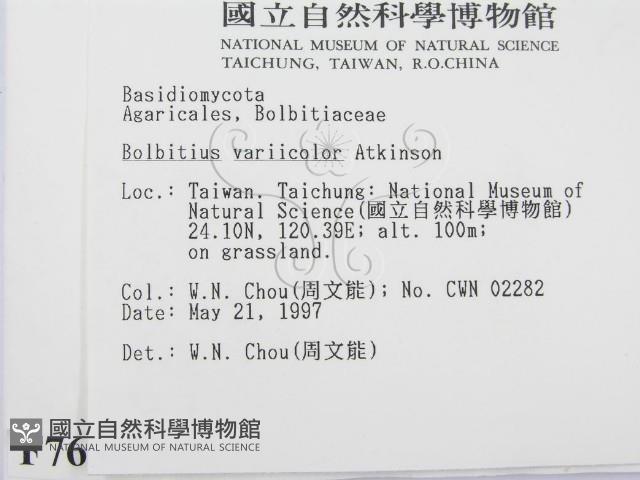 國立自然科學博物館
NATIONAL MUSEUM OF NATURAL SCIENCE
TAICHUNG, TAIWAN, R.O.CHINA
Basidiomycota
Agaricales, Bolbitiaceae
Bolbitius variicolor Atkinson
Loc.: Taiwan. Taichung: National Museum of
Natural Science(國立自然科學博物館)
24.10N, 120.39E; alt. 100m;
on grassland.
Col.: W.N. Chou(周文能); No. CWN 02282
Date: May 21, 1997
Det.: W.N. Chou(周文能)
國立自然科學博物館
NATIONAL MUSEUM OF NATURAL SCIENCE
76